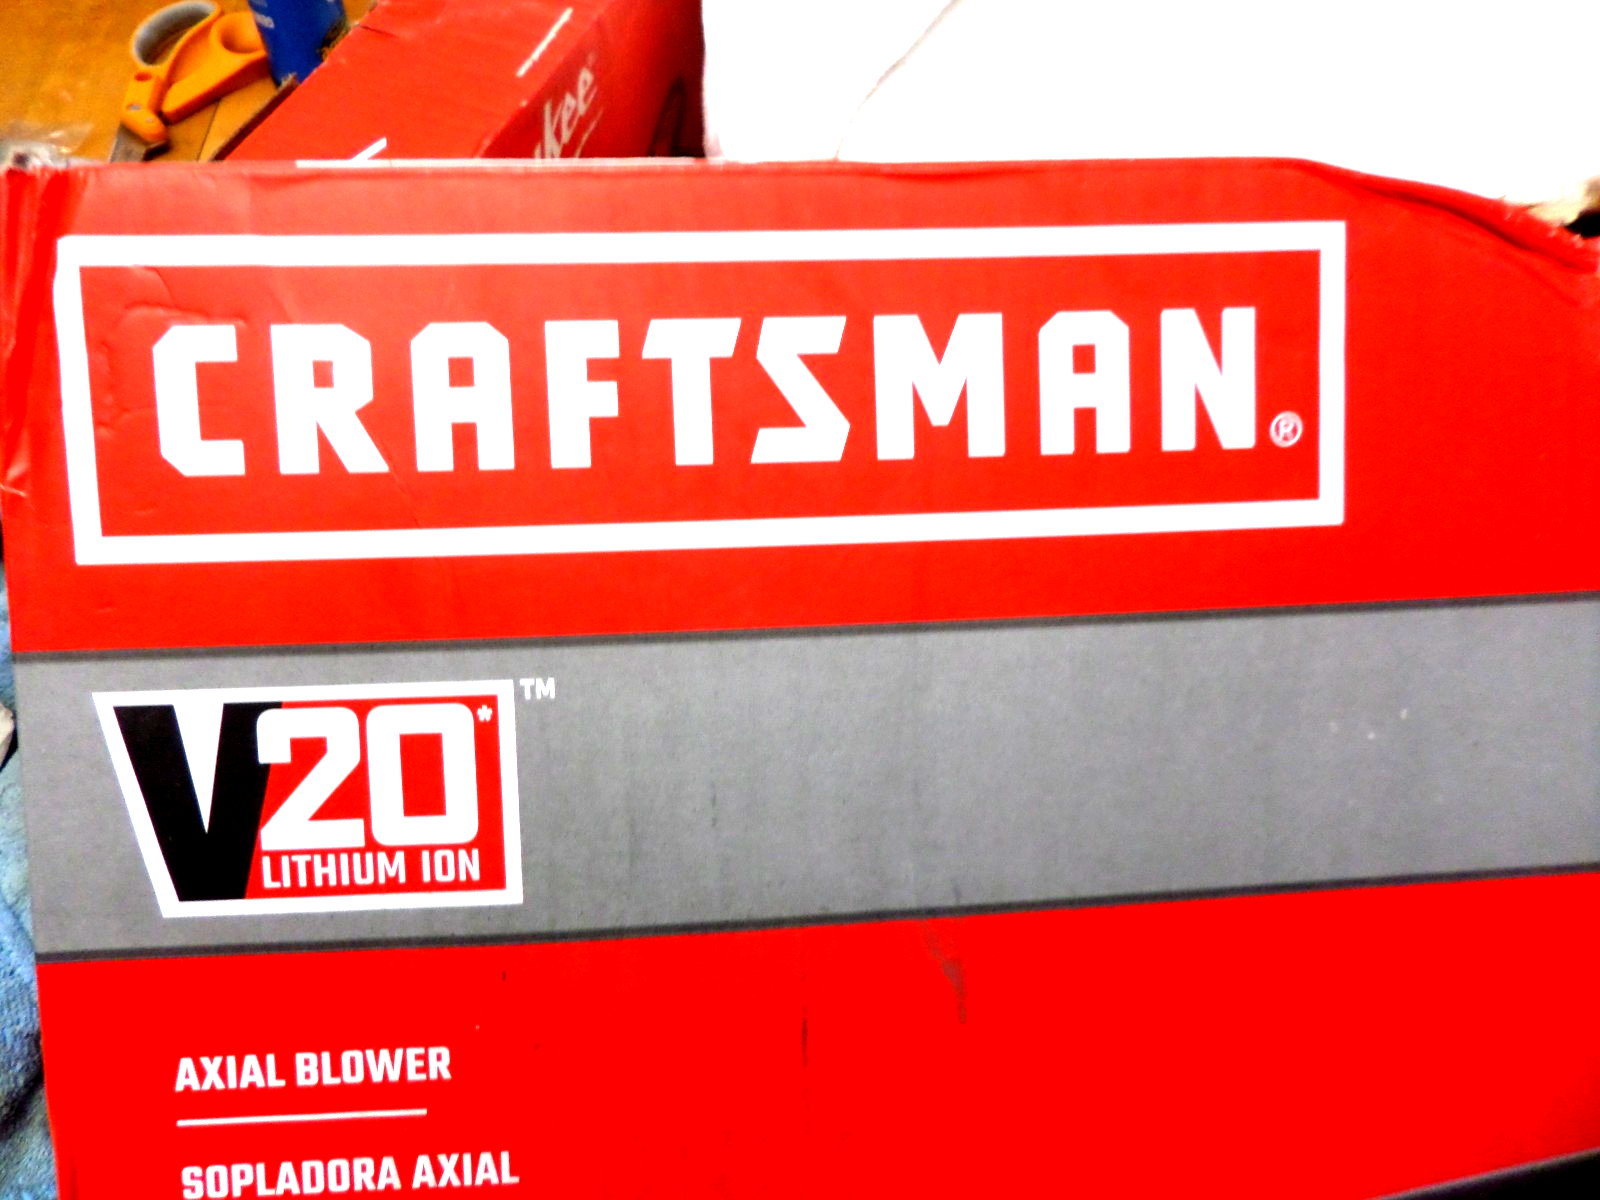 CRAFTSMAN®
V20*™
LITHIUM ION
AXIAL BLOWER
SOPLADORA AXIAL